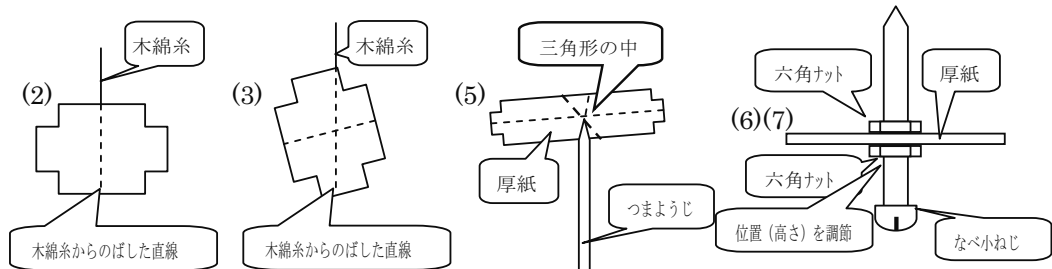 (2)
木綿糸
木綿糸からのばした直線
(3)
木綿糸
木綿糸からのばした直線
(5)
三角形の中
厚紙
つまようじ
(6)(7)
六角ナット
厚紙
六角ナット
位置(高さ)を調節
なべ小ねじ